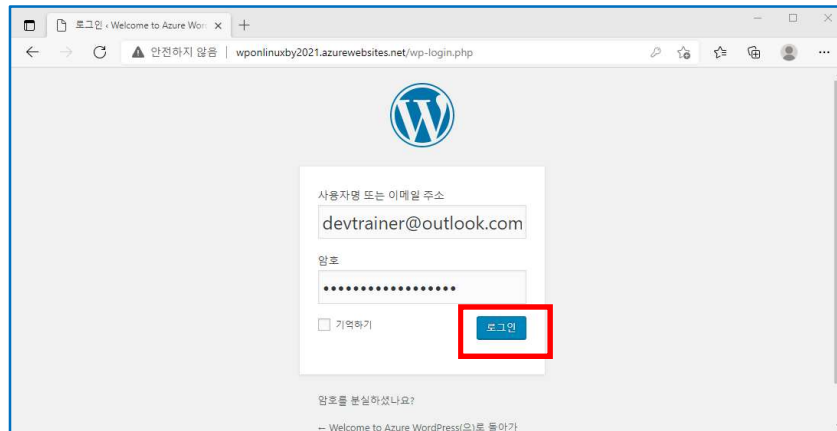 로그인 ‹ Welcome to Azure Wor
안전하지 않음 | wponlinuxby2021.azurewebsites.net/wp-login.php
사용자명 또는 이메일 주소
devtrainer@outlook.com
암호
••••••••••••••••••
기억하기 로그인
암호를 분실하셨나요?
← Welcome to Azure WordPress(으)로 돌아가